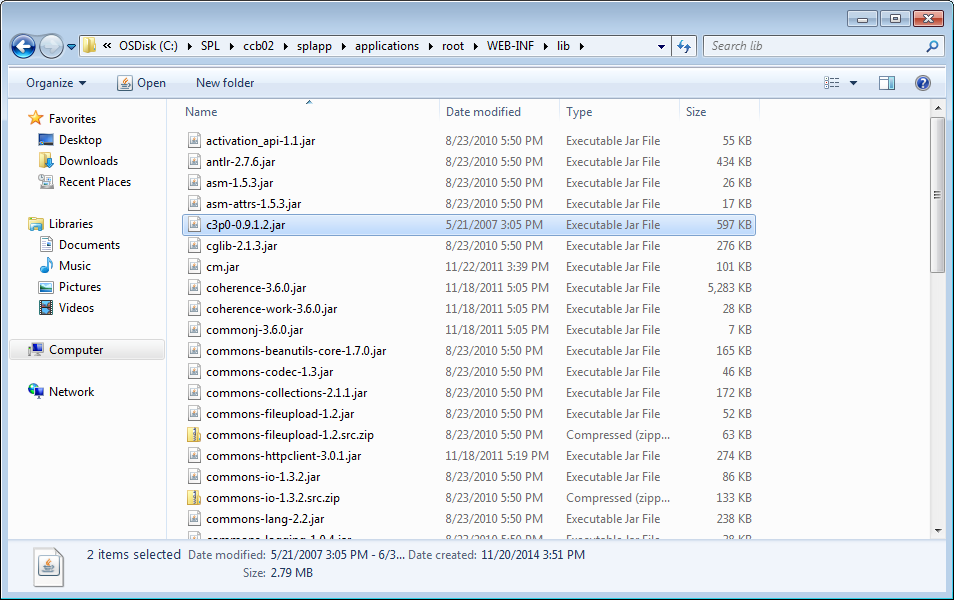 « OSDisk (C:) ▸ SPL ▸ ccb02 ▸ splapp ▸ applications ▸ root ▸ WEB-INF ▸ lib ▸ Search lib
Organize Open New folder
Favorites
Desktop
Downloads
Recent Places
Libraries
Documents
Music
Pictures
Videos
Computer
Network
Name Date modified Type Size
activation_api-1.1.jar 8/23/2010 5:50 PM Executable Jar File 55 KB
antlr-2.7.6.jar 8/23/2010 5:50 PM Executable Jar File 434 KB
asm-1.5.3.jar 8/23/2010 5:50 PM Executable Jar File 26 KB
asm-attrs-1.5.3.jar 8/23/2010 5:50 PM Executable Jar File 17 KB
c3p0-0.9.1.2.jar 5/21/2007 3:05 PM Executable Jar File 597 KB
cglib-2.1.3.jar 8/23/2010 5:50 PM Executable Jar File 276 KB
cm.jar 11/22/2011 3:39 PM Executable Jar File 101 KB
coherence-3.6.0.jar 11/18/2011 5:05 PM Executable Jar File 5,283 KB
coherence-work-3.6.0.jar 11/18/2011 5:05 PM Executable Jar File 28 KB
commonj-3.6.0.jar 11/18/2011 5:05 PM Executable Jar File 7 KB
commons-beanutils-core-1.7.0.jar 8/23/2010 5:50 PM Executable Jar File 165 KB
commons-codec-1.3.jar 8/23/2010 5:50 PM Executable Jar File 46 KB
commons-collections-2.1.1.jar 8/23/2010 5:50 PM Executable Jar File 172 KB
commons-fileupload-1.2.jar 8/23/2010 5:50 PM Executable Jar File 52 KB
commons-fileupload-1.2.src.zip 8/23/2010 5:50 PM Compressed (zipp... 63 KB
commons-httpclient-3.0.1.jar 11/18/2011 5:19 PM Executable Jar File 274 KB
commons-io-1.3.2.jar 8/23/2010 5:50 PM Executable Jar File 86 KB
commons-io-1.3.2.src.zip 8/23/2010 5:50 PM Compressed (zipp... 133 KB
commons-lang-2.2.jar 8/23/2010 5:50 PM Executable Jar File 238 KB
commons-logging-1.0.4.jar 8/23/2010 5:50 PM Executable Jar File 38 KB
2 items selected Date modified: 5/21/2007 3:05 PM - 6/3... Date created: 11/20/2014 3:51 PM
Size: 2.79 MB